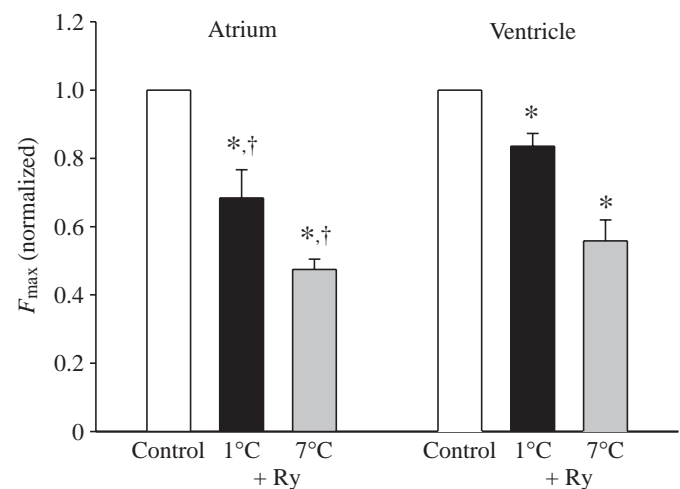 1.2
Atrium
Ventricle
1.0
*
*,†
0.8
*,†
*
0.6
0.4
0.2
0
Fmax (normalized)
Control 1°C 7°C
+ Ry
Control 1°C 7°C
+ Ry